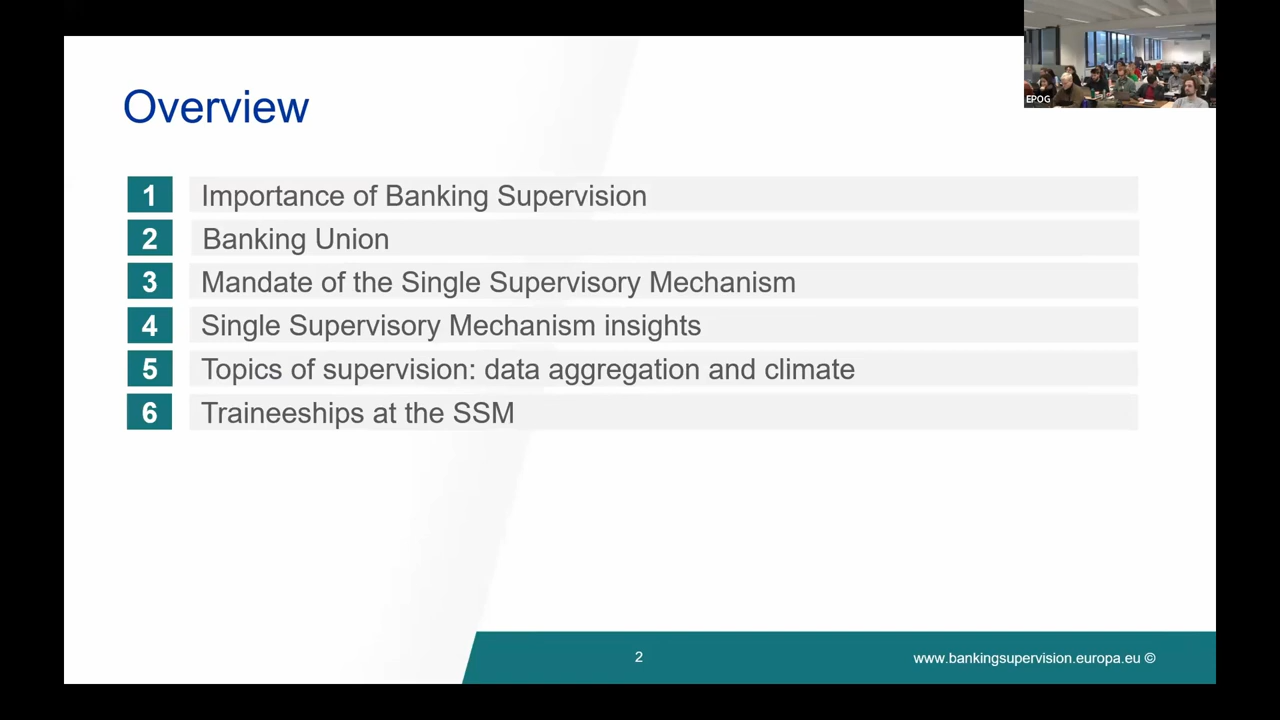 Overview
EPOG
1 Importance of Banking Supervision
2 Banking Union
3 Mandate of the Single Supervisory Mechanism
4 Single Supervisory Mechanism insights
5 Topics of supervision: data aggregation and climate
6 Traineeships at the SSM
2
www.bankingsupervision.europa.eu ©